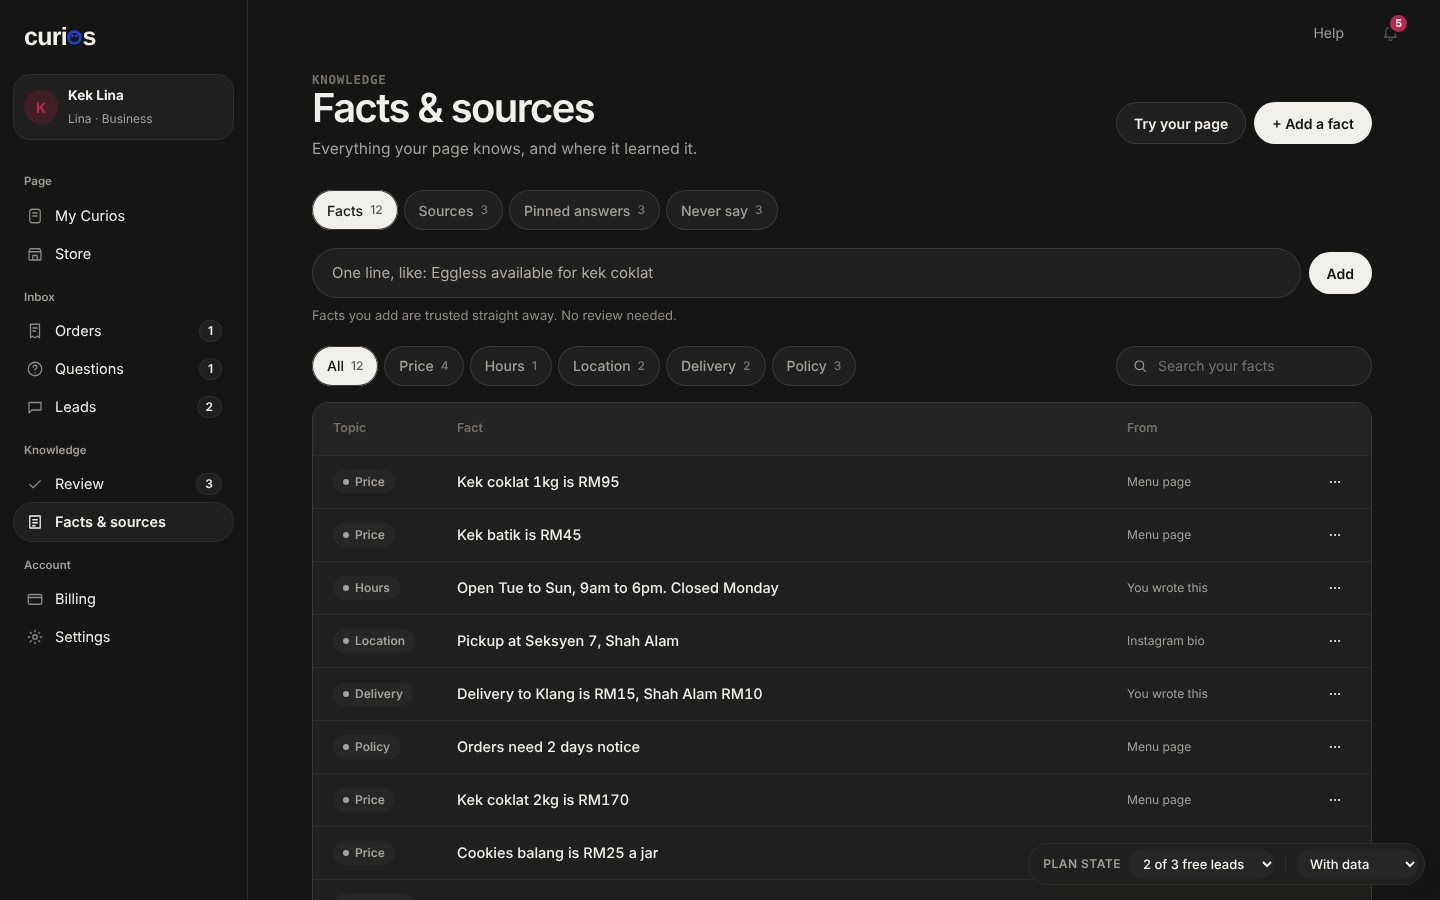 curios
Help
5
K
Kek Lina
Lina · Business
Page
My Curios
Store
Inbox
Orders 1
Questions 1
Leads 2
Knowledge
Review 3
Facts & sources
Account
Billing
Settings
KNOWLEDGE
Facts & sources
Everything your page knows, and where it learned it.
Try your page
+ Add a fact
Facts 12
Sources 3
Pinned answers 3
Never say 3
One line, like: Eggless available for kek coklat
Add
Facts you add are trusted straight away. No review needed.
All 12
Price 4
Hours 1
Location 2
Delivery 2
Policy 3
Search your facts
Topic Fact From
Price Kek coklat 1kg is RM95 Menu page ...
Price Kek batik is RM45 Menu page ...
Hours Open Tue to Sun, 9am to 6pm. Closed Monday You wrote this ...
Location Pickup at Seksyen 7, Shah Alam Instagram bio ...
Delivery Delivery to Klang is RM15, Shah Alam RM10 You wrote this ...
Policy Orders need 2 days notice Menu page ...
Price Kek coklat 2kg is RM170 Menu page ...
Price Cookies balang is RM25 a jar
PLAN STATE 2 of 3 free leads With data